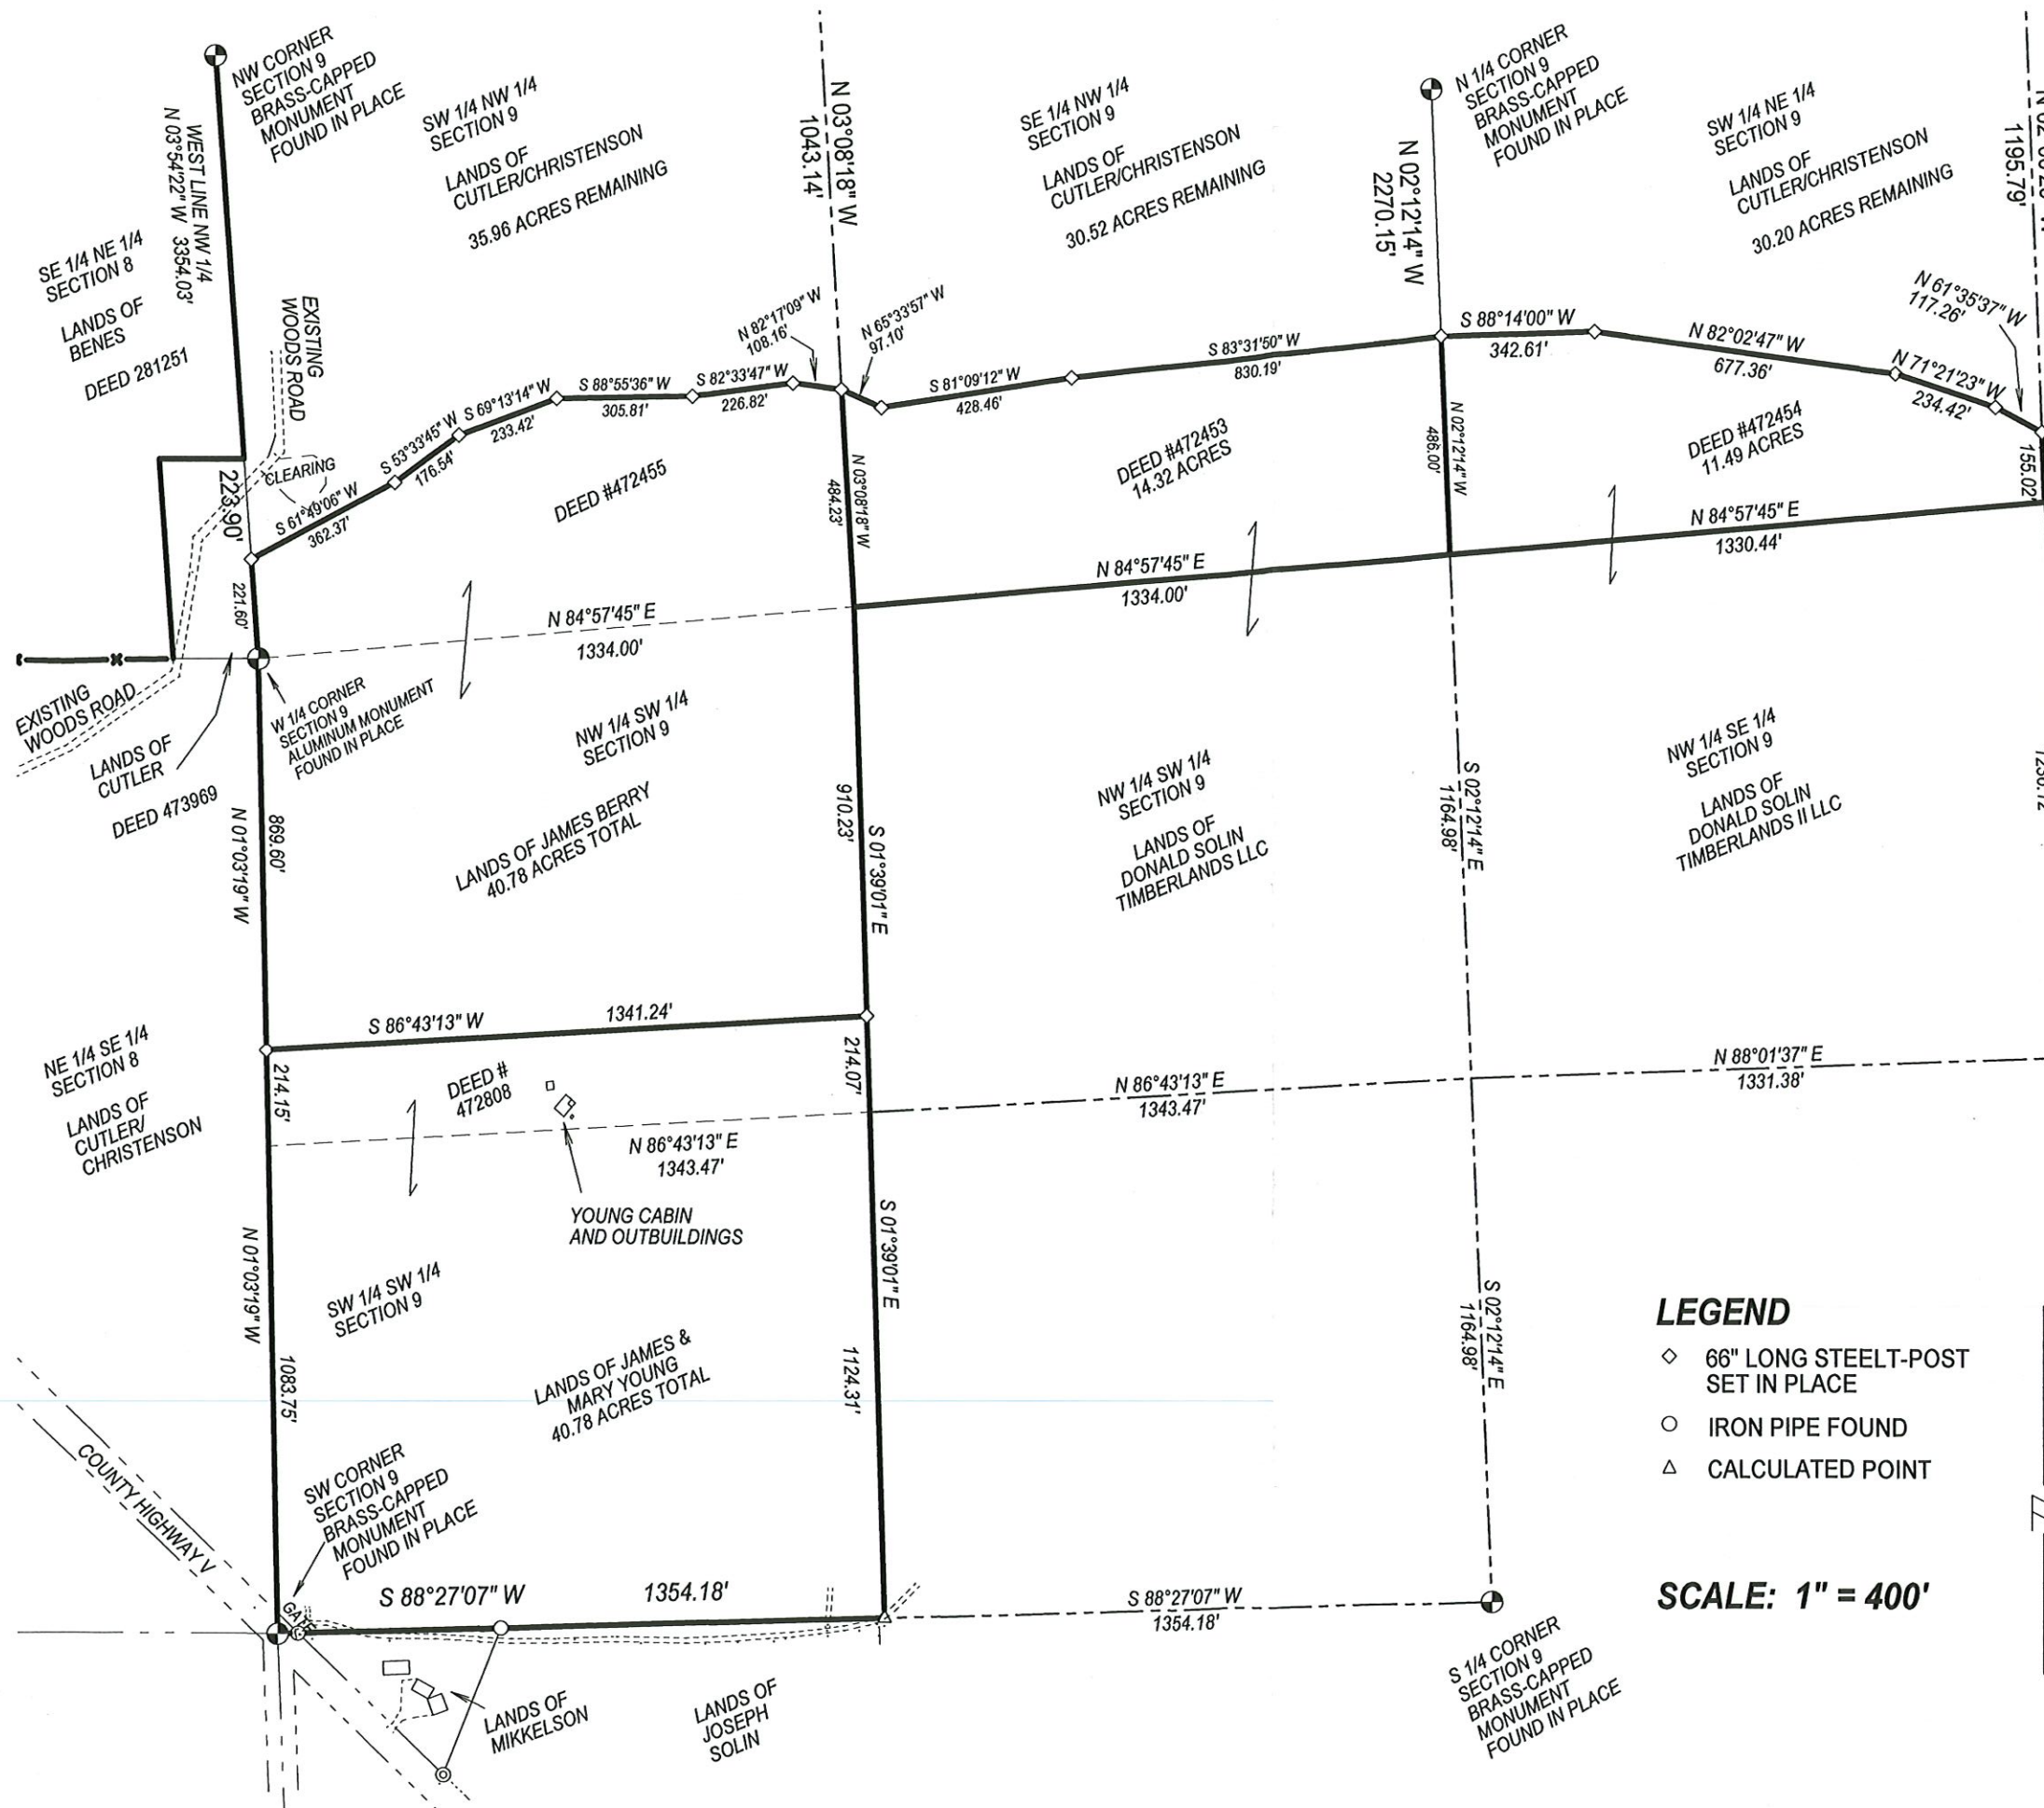 NW CORNER
SECTION 9
BRASS-CAPPED
MONUMENT
FOUND IN PLACE
WEST LINE NW 1/4
N 03°54'22" W 3354.03'
SW 1/4 NW 1/4
SECTION 9
LANDS OF
CUTLER/CHRISTENSON
35.96 ACRES REMAINING
N 03°08'18" W
1043.14'
SE 1/4 NW 1/4
SECTION 9
LANDS OF
CUTLER/CHRISTENSON
30.52 ACRES REMAINING
N 02°12'14" W
2270.15'
N 1/4 CORNER
SECTION 9
BRASS-CAPPED
MONUMENT
FOUND IN PLACE
SW 1/4 NE 1/4
SECTION 9
LANDS OF
CUTLER/CHRISTENSON
30.20 ACRES REMAINING
1195.79'
SE 1/4 NE 1/4
SECTION 8
LANDS OF
BENES
DEED 281251
EXISTING
WOODS ROAD
CLEARING
223.90'
221.60'
S 61°49'06" W
362.37'
S 53°33'45" W
176.54'
S 69°13'14" W
233.42'
S 88°55'36" W
305.81'
S 82°33'47" W
226.82'
N 82°17'09" W
108.16'
N 65°33'57" W
97.10'
S 81°09'12" W
428.46'
S 83°31'50" W
830.19'
S 88°14'00" W
342.61'
N 82°02'47" W
677.36'
N 71°21'23" W
234.42'
N 61°35'37" W
117.26'
155.02'
DEED #472455
N 03°08'18" W
484.23'
DEED #472453
14.32 ACRES
N 02°12'14" W
486.00'
DEED #472454
11.49 ACRES
N 84°57'45" E
1334.00'
N 84°57'45" E
1334.00'
N 84°57'45" E
1330.44'
EXISTING
WOODS ROAD
LANDS OF
CUTLER
DEED 473969
W 1/4 CORNER
SECTION 9
ALUMINUM MONUMENT
FOUND IN PLACE
NW 1/4 SW 1/4
SECTION 9
LANDS OF JAMES BERRY
40.78 ACRES TOTAL
N 01°03'19" W
869.60'
910.23'
S 01°39'01" E
NW 1/4 SW 1/4
SECTION 9
LANDS OF
DONALD SOLIN
TIMBERLANDS LLC
S 02°12'14" E
1164.98'
NW 1/4 SE 1/4
SECTION 9
LANDS OF
DONALD SOLIN
TIMBERLANDS II LLC
S 86°43'13" W 1341.24'
NE 1/4 SE 1/4
SECTION 8
LANDS OF
CUTLER/
CHRISTENSON
214.15'
DEED #
472808
214.07'
N 86°43'13" E
1343.47'
N 86°43'13" E
1343.47'
N 88°01'37" E
1331.38'
YOUNG CABIN
AND OUTBUILDINGS
SW 1/4 SW 1/4
SECTION 9
LANDS OF JAMES &
MARY YOUNG
40.78 ACRES TOTAL
N 01°03'19" W
1083.75'
S 01°39'01" E
1124.31'
S 02°12'14" E
1164.98'
LEGEND
66" LONG STEELT-POST
SET IN PLACE
IRON PIPE FOUND
CALCULATED POINT
SCALE: 1" = 400'
COUNTY HIGHWAY V
SW CORNER
SECTION 9
BRASS-CAPPED
MONUMENT
FOUND IN PLACE
S 88°27'07" W 1354.18'
S 88°27'07" W
1354.18'
LANDS OF
MIKKELSON
LANDS OF
JOSEPH
SOLIN
S 1/4 CORNER
SECTION 9
BRASS-CAPPED
MONUMENT
FOUND IN PLACE